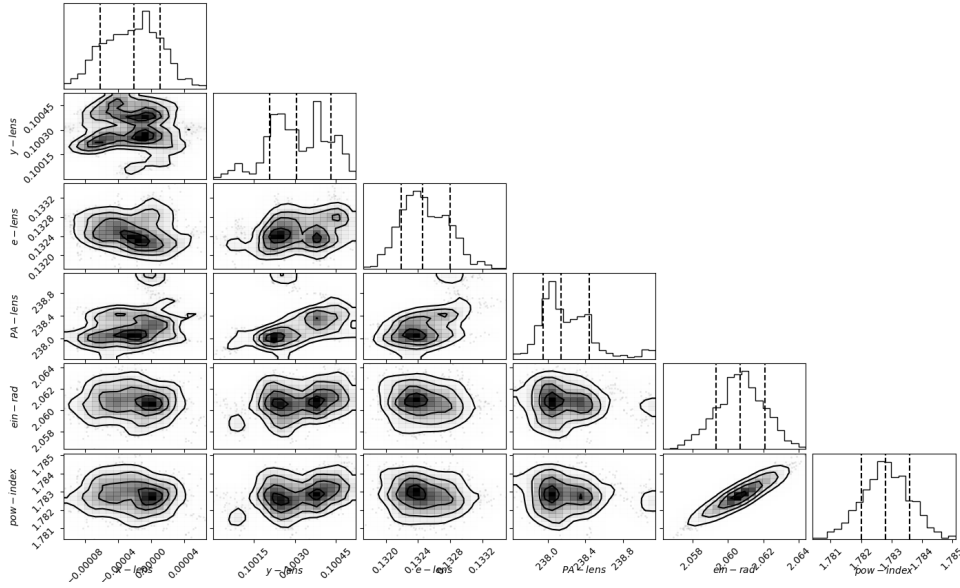 y−lens
0.10045
0.10030
0.10015
e−lens
0.1332
0.1328
0.1324
0.1320
PA−lens
238.8
238.4
238.0
ein−rad
2.064
2.062
2.060
2.058
pow−index
1.785
1.784
1.783
1.782
1.781
−0.00008 −0.00004 0.00000 0.00004
0.10015 0.10030 0.10045
0.1320 0.1324 0.1328 0.1332
238.0 238.4 238.8
2.058 2.060 2.062 2.064
1.781 1.782 1.783 1.784 1.785
x−lens y−lens e−lens PA−lens ein−rad pow−index